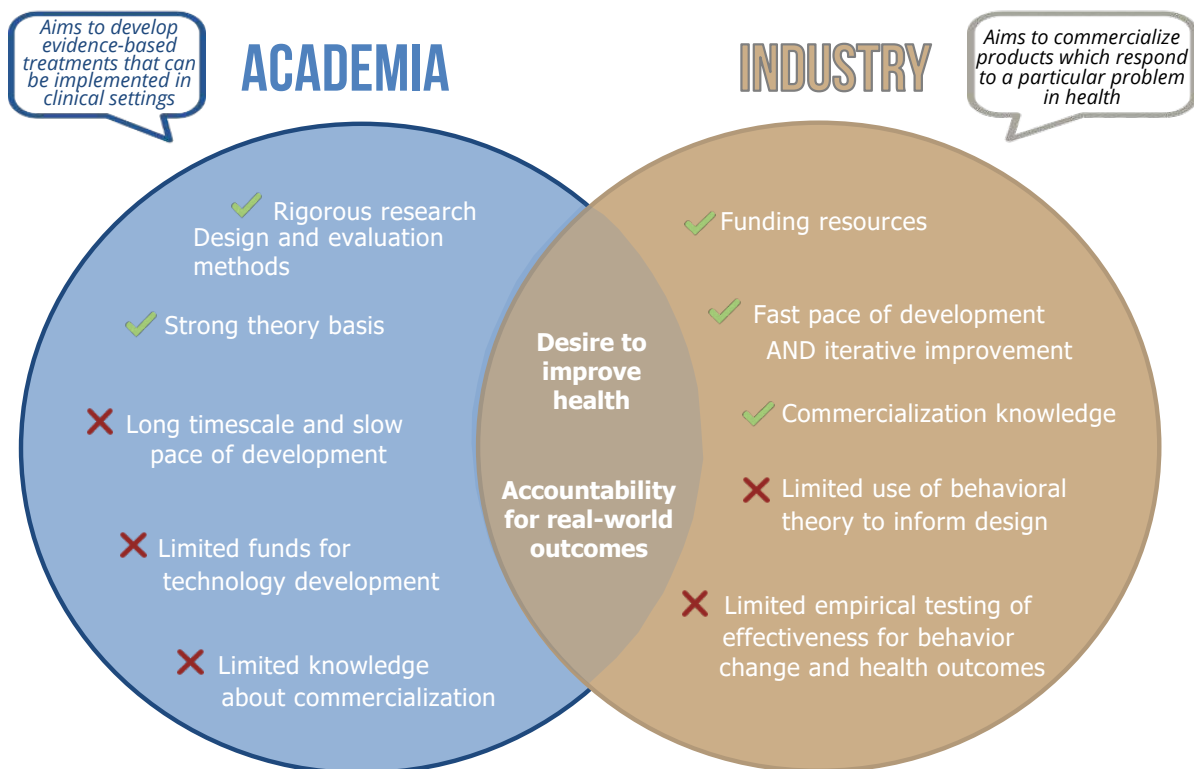 Aims to develop
evidence-based
treatments that can
be implemented in
clinical settings
ACADEMIA
INDUSTRY
Aims to commercialize
products which respond
to a particular problem
in health
Rigorous research
Design and evaluation
methods
Strong theory basis
Long timescale and slow
pace of development
Limited funds for
technology development
Limited knowledge
about commercialization
Desire to
improve
health
Accountability
for real-world
outcomes
Funding resources
Fast pace of development
AND iterative improvement
Commercialization knowledge
Limited use of behavioral
theory to inform design
Limited empirical testing of
effectiveness for behavior
change and health outcomes